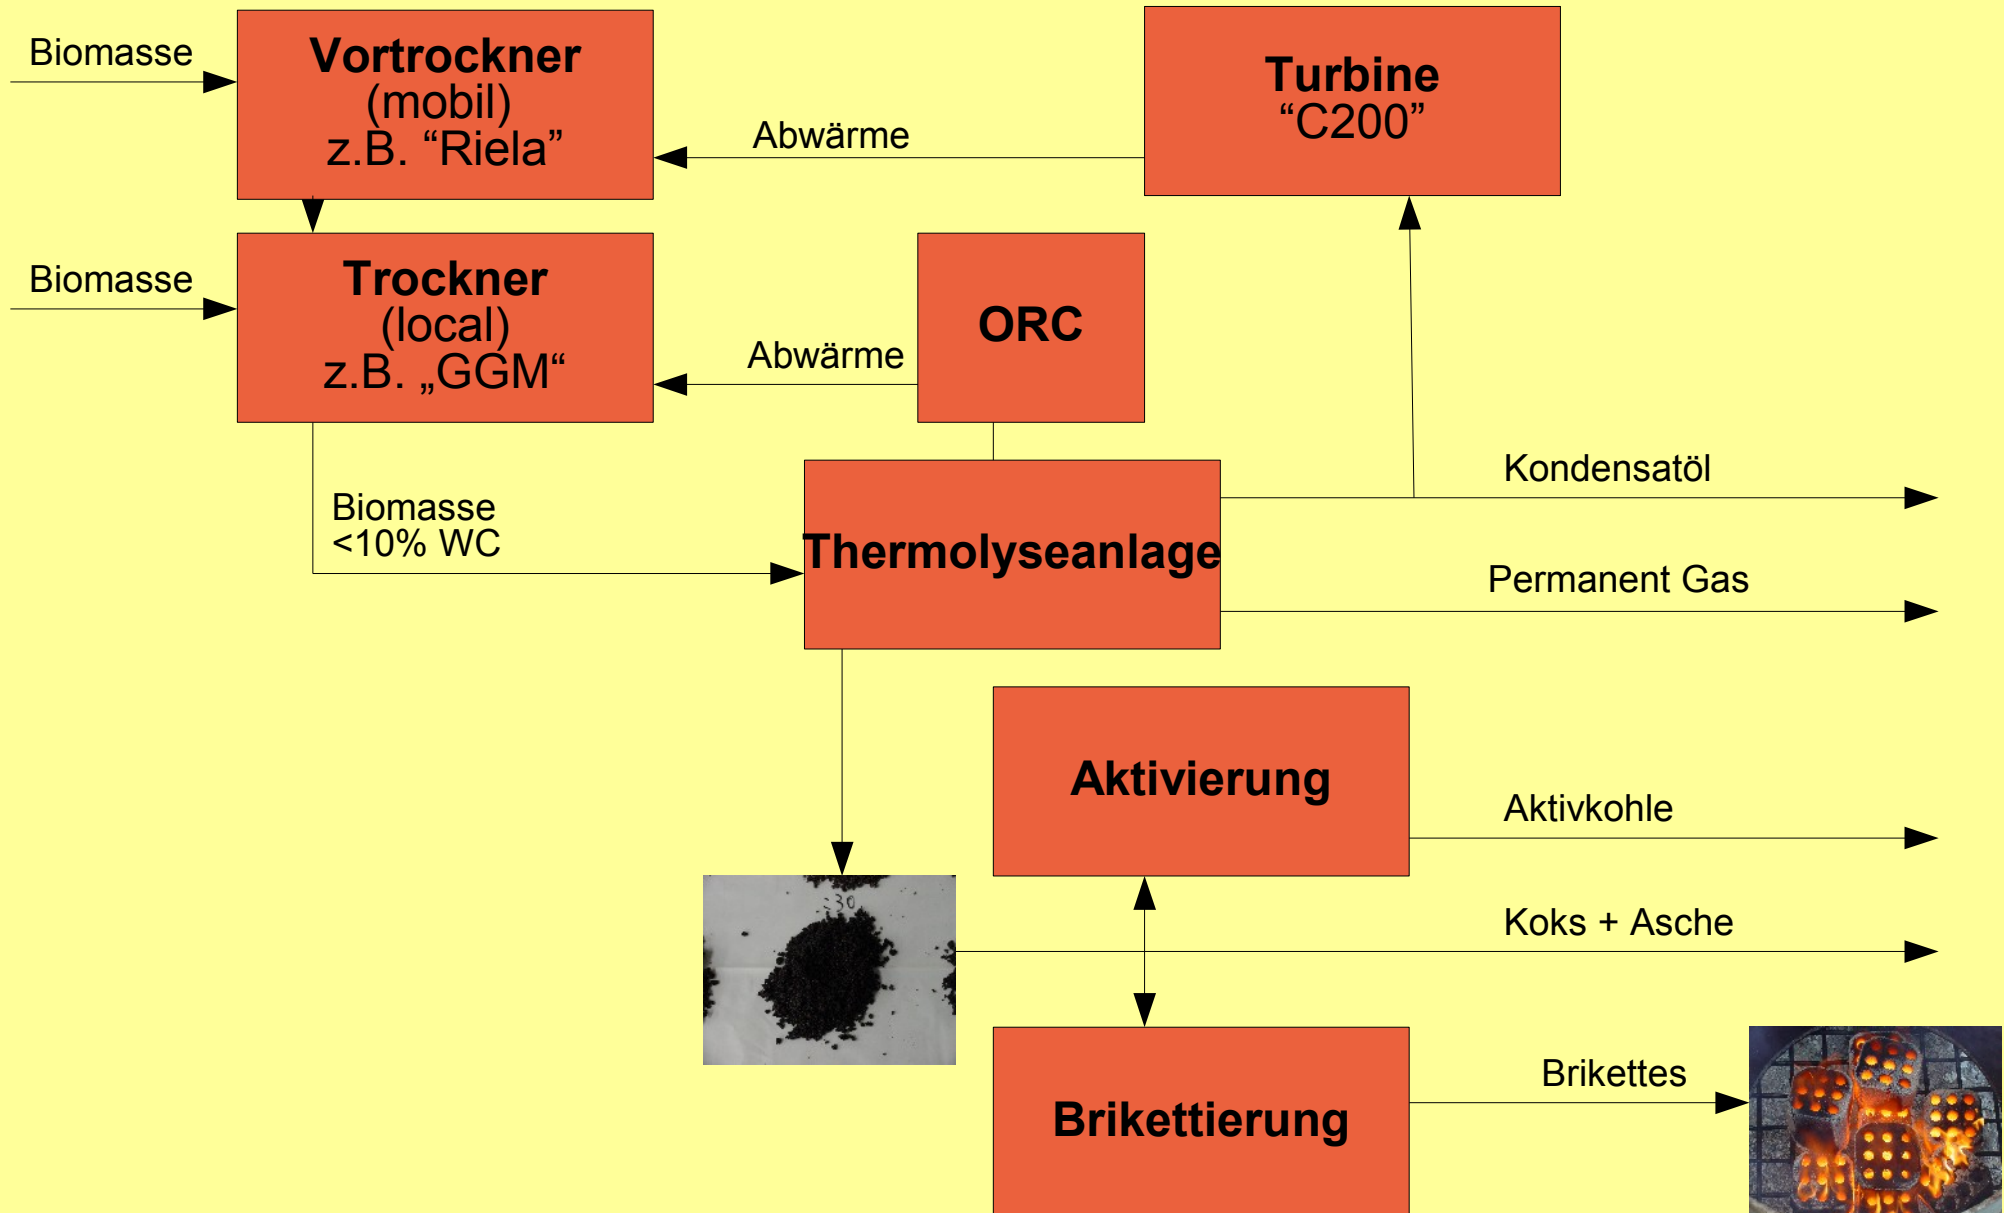 Biomasse
Vortrockner
(mobil)
z.B. “Riela”
Abwärme
Turbine
“C200”
Biomasse
Trockner
(local)
z.B. „GGM“
Abwärme
ORC
Biomasse
<10% WC
Thermolyseanlage
Kondensatöl
Permanent Gas
Aktivierung
Aktivkohle
Koks + Asche
Brikettierung
Brikettes